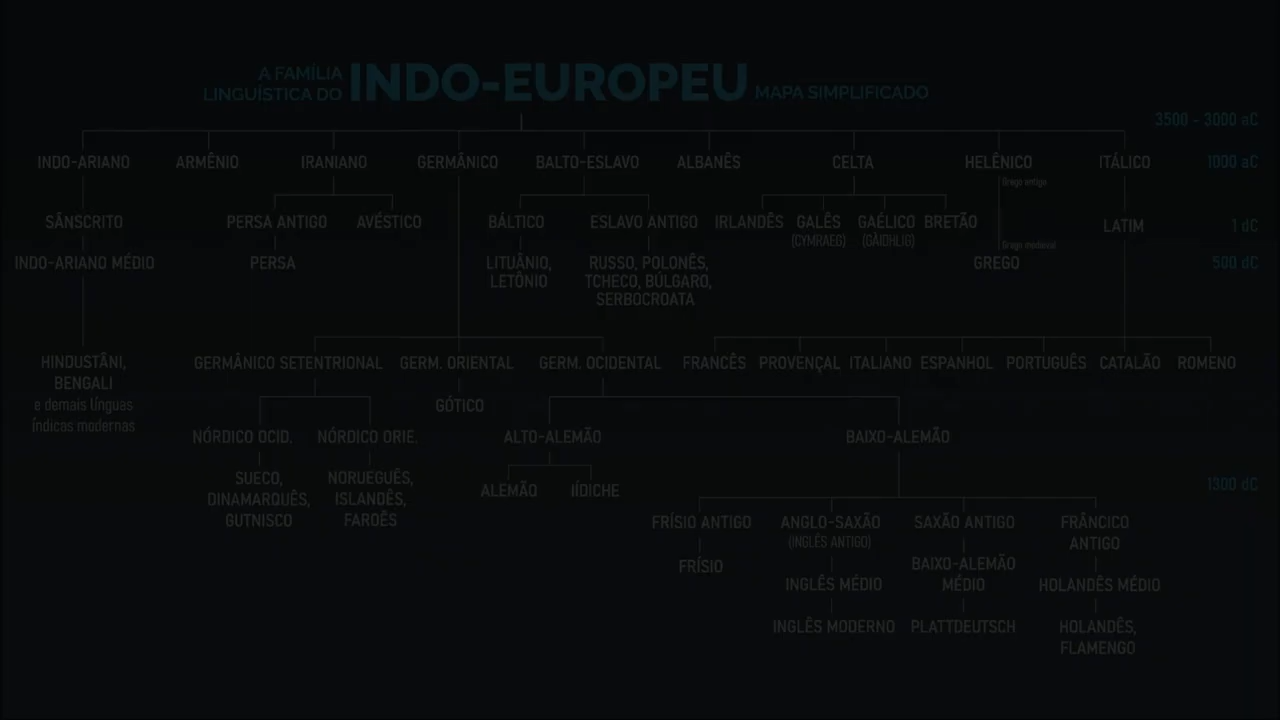 A FAMÍLIA
LINGUÍSTICA DO INDO-EUROPEU MAPA SIMPLIFICADO
3500 - 3000 aC
INDO-ARIANO ARMÊNIO IRANIANO GERMÂNICO BALTO-ESLAVO ALBANÊS CELTA HELÊNICO ITÁLICO 1000 aC
Grego antigo
SÂNSCRITO PERSA ANTIGO AVÉSTICO BÁLTICO ESLAVO ANTIGO IRLANDÊS GALÊS GAÉLICO BRETÃO LATIM 1 dC
(CYMRAEG) (GÀIDHLIG) Grego medieval
INDO-ARIANO MÉDIO PERSA LITUÂNIO, RUSSO, POLONÊS, GREGO 500 dC
LETÔNIO TCHECO, BÚLGARO,
SERBOCROATA
HINDUSTÂNI, GERMÂNICO SETENTRIONAL GERM. ORIENTAL GERM. OCIDENTAL FRANCÊS PROVENÇAL ITALIANO ESPANHOL PORTUGUÊS CATALÃO ROMENO
BENGALI
e demais línguas GÓTICO
índicas modernas
NÓRDICO OCID. NÓRDICO ORIE. ALTO-ALEMÃO BAIXO-ALEMÃO
SUECO, NORUEGUÊS, ALEMÃO IÍDICHE 1300 dC
DINAMARQUÊS, ISLANDÊS,
GUTNISCO FAROÊS
FRÍSIO ANTIGO ANGLO-SAXÃO SAXÃO ANTIGO FRÂNCICO
(INGLÊS ANTIGO) ANTIGO
FRÍSIO BAIXO-ALEMÃO
INGLÊS MÉDIO MÉDIO HOLANDÊS MÉDIO
INGLÊS MODERNO PLATTDEUTSCH HOLANDÊS,
FLAMENGO